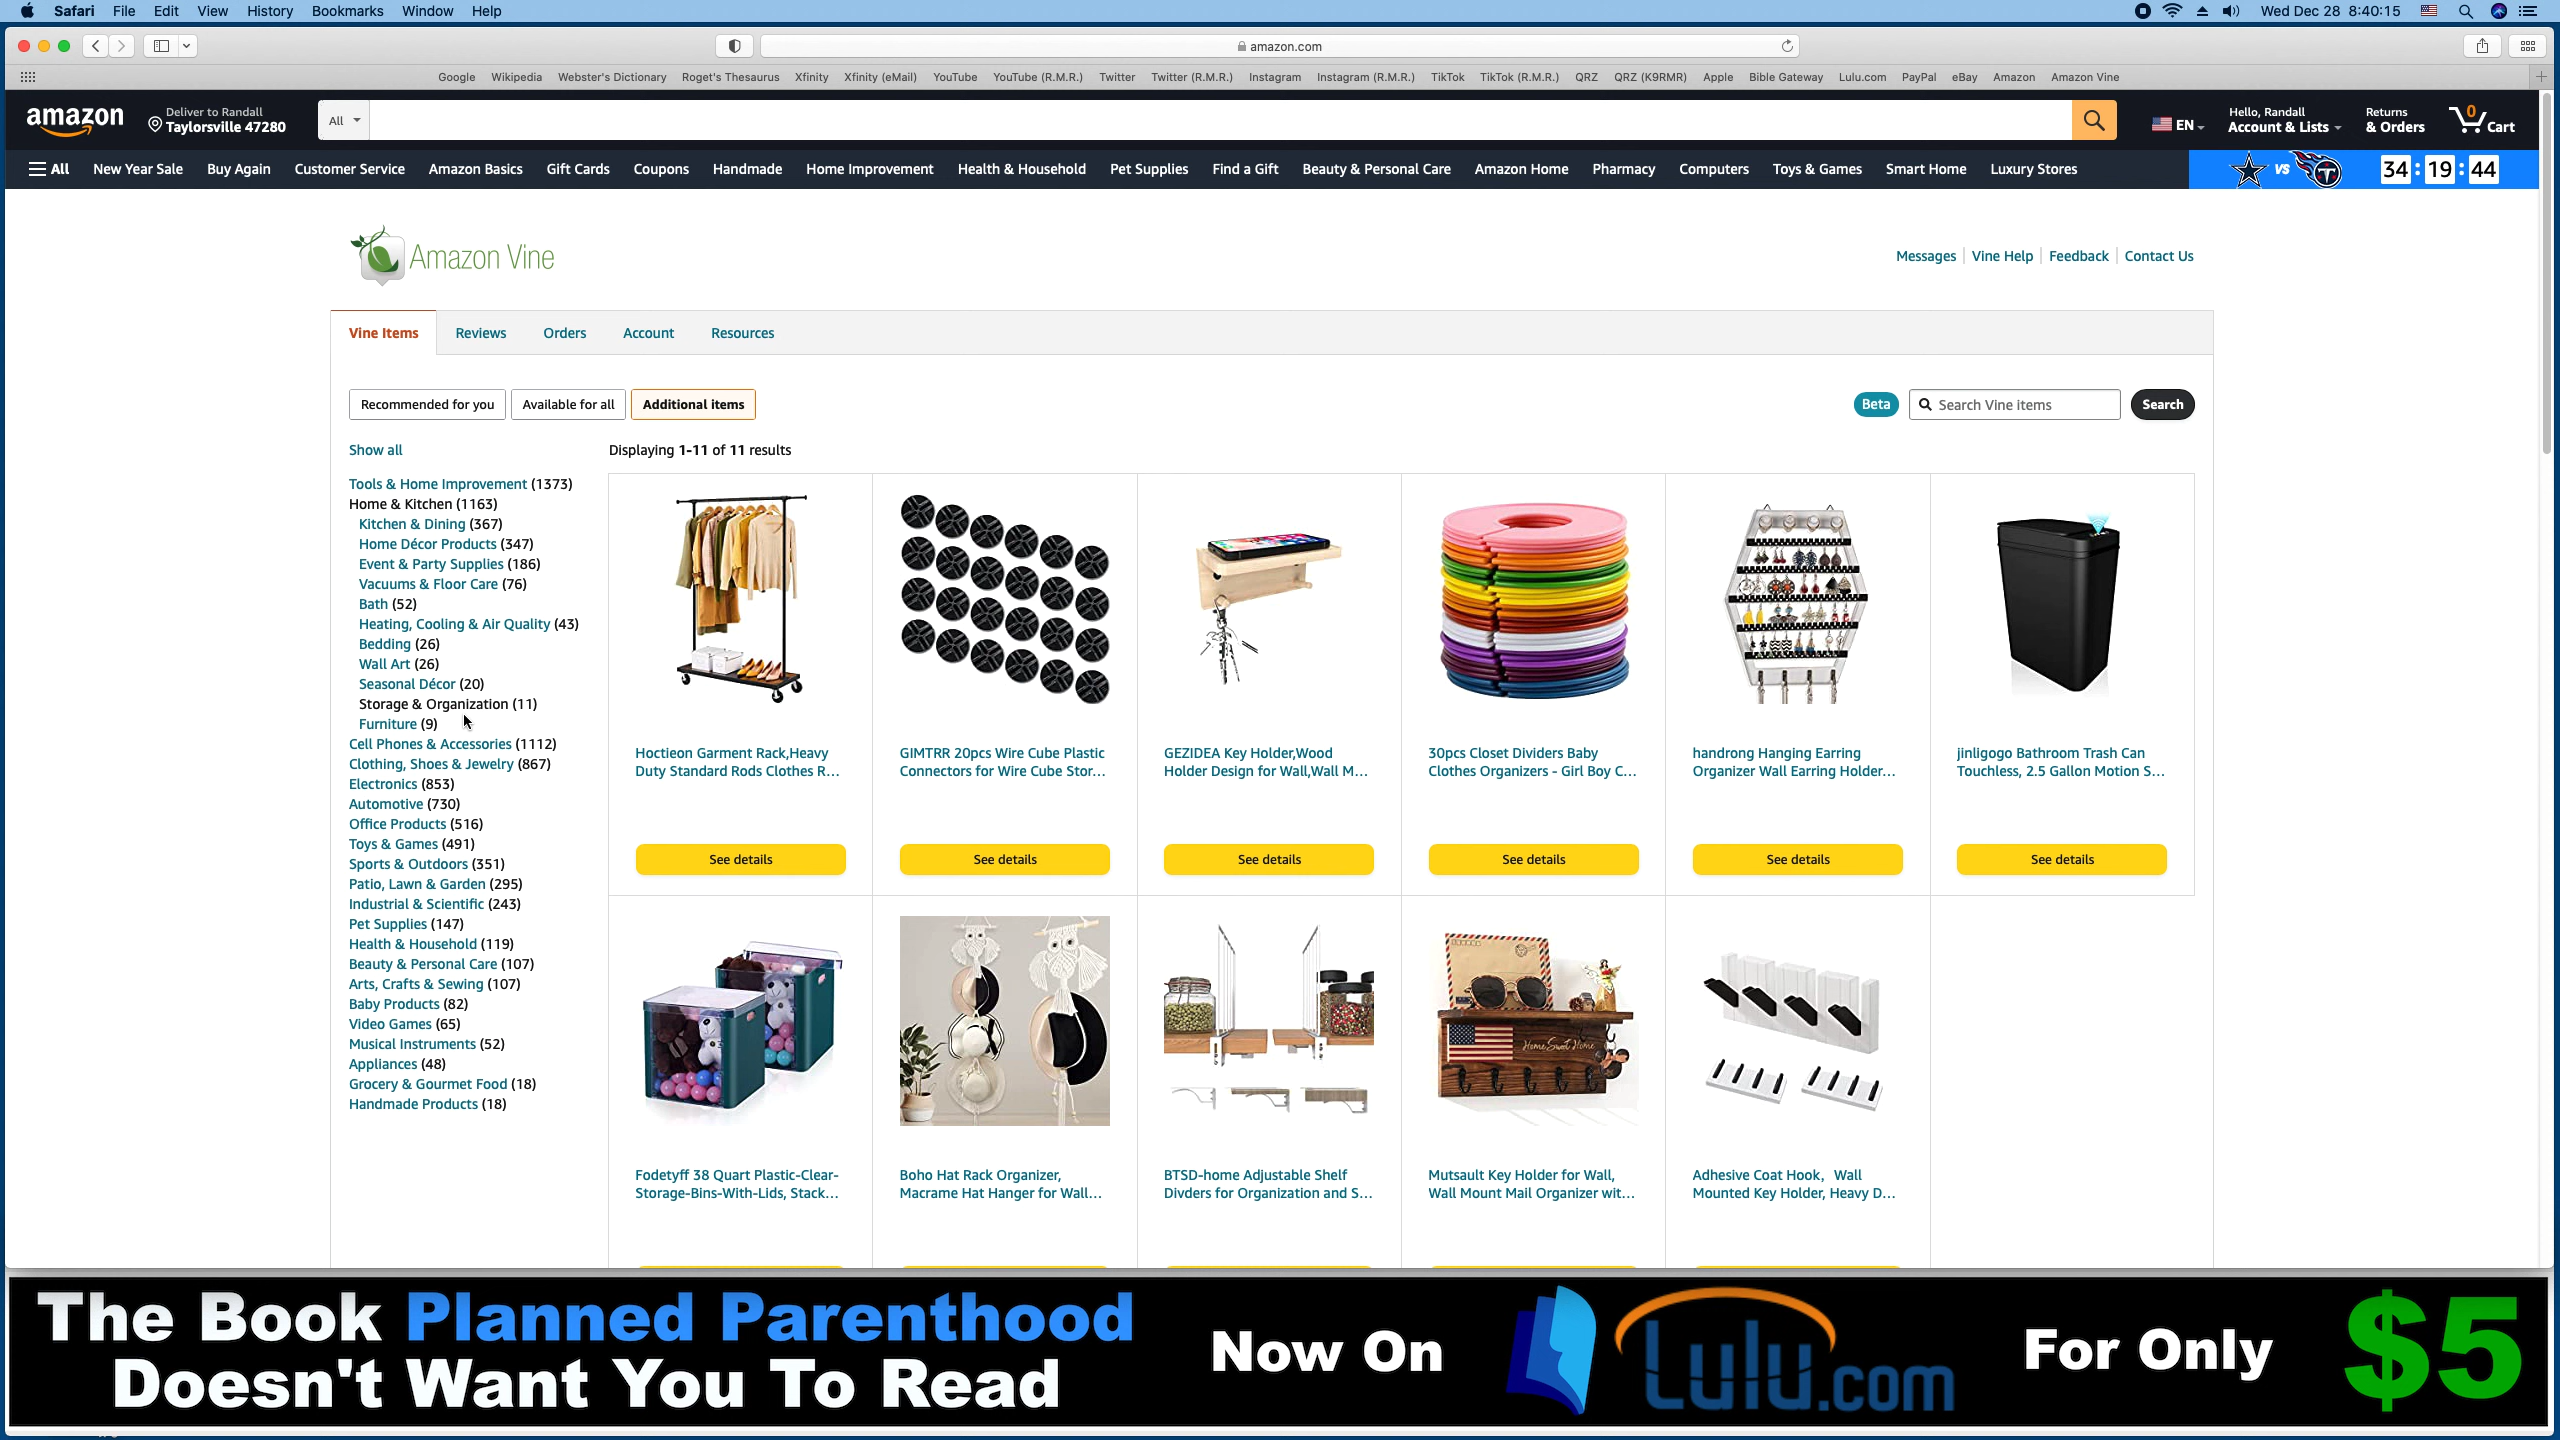 Safari File Edit View History Bookmarks Window Help
Wed Dec 28 8:40:15
amazon.com
Google Wikipedia Webster's Dictionary Roget's Thesaurus Xfinity Xfinity (eMail) YouTube YouTube (R.M.R.) Twitter Twitter (R.M.R.) Instagram Instagram (R.M.R.) TikTok TikTok (R.M.R.) QRZ QRZ (K9RMR) Apple Bible Gateway Lulu.com PayPal eBay Amazon Amazon Vine
amazon
Deliver to Randall
Taylorsville 47280
All
EN
Hello, Randall
Account & Lists
Returns
& Orders
0
Cart
All New Year Sale Buy Again Customer Service Amazon Basics Gift Cards Coupons Handmade Home Improvement Health & Household Pet Supplies Find a Gift Beauty & Personal Care Amazon Home Pharmacy Computers Toys & Games Smart Home Luxury Stores
VS
34:19:44
Amazon Vine
Messages Vine Help Feedback Contact Us
Vine Items Reviews Orders Account Resources
Recommended for you Available for all Additional items
Beta Search Vine items Search
Show all
Displaying 1-11 of 11 results
Tools & Home Improvement (1373)
Home & Kitchen (1163)
Kitchen & Dining (367)
Home Décor Products (347)
Event & Party Supplies (186)
Vacuums & Floor Care (76)
Bath (52)
Heating, Cooling & Air Quality (43)
Bedding (26)
Wall Art (26)
Seasonal Décor (20)
Storage & Organization (11)
Furniture (9)
Cell Phones & Accessories (1112)
Clothing, Shoes & Jewelry (867)
Electronics (853)
Automotive (730)
Office Products (516)
Toys & Games (491)
Sports & Outdoors (351)
Patio, Lawn & Garden (295)
Industrial & Scientific (243)
Pet Supplies (147)
Health & Household (119)
Beauty & Personal Care (107)
Arts, Crafts & Sewing (107)
Baby Products (82)
Video Games (65)
Musical Instruments (52)
Appliances (48)
Grocery & Gourmet Food (18)
Handmade Products (18)
Hoctieon Garment Rack,Heavy
Duty Standard Rods Clothes R...
See details
GIMTRR 20pcs Wire Cube Plastic
Connectors for Wire Cube Stor...
See details
GEZIDEA Key Holder,Wood
Holder Design for Wall,Wall M...
See details
30pcs Closet Dividers Baby
Clothes Organizers - Girl Boy C...
See details
handrong Hanging Earring
Organizer Wall Earring Holder...
See details
jinligogo Bathroom Trash Can
Touchless, 2.5 Gallon Motion S...
See details
Fodetyff 38 Quart Plastic-Clear-
Storage-Bins-With-Lids, Stack...
Boho Hat Rack Organizer,
Macrame Hat Hanger for Wall...
BTSD-home Adjustable Shelf
Divders for Organization and S...
Home Sweet Home
Mutsault Key Holder for Wall,
Wall Mount Mail Organizer wit...
Adhesive Coat Hook，Wall
Mounted Key Holder, Heavy D...
The Book Planned Parenthood
Doesn't Want You To Read
Now On
Lulu.com
For Only
$5